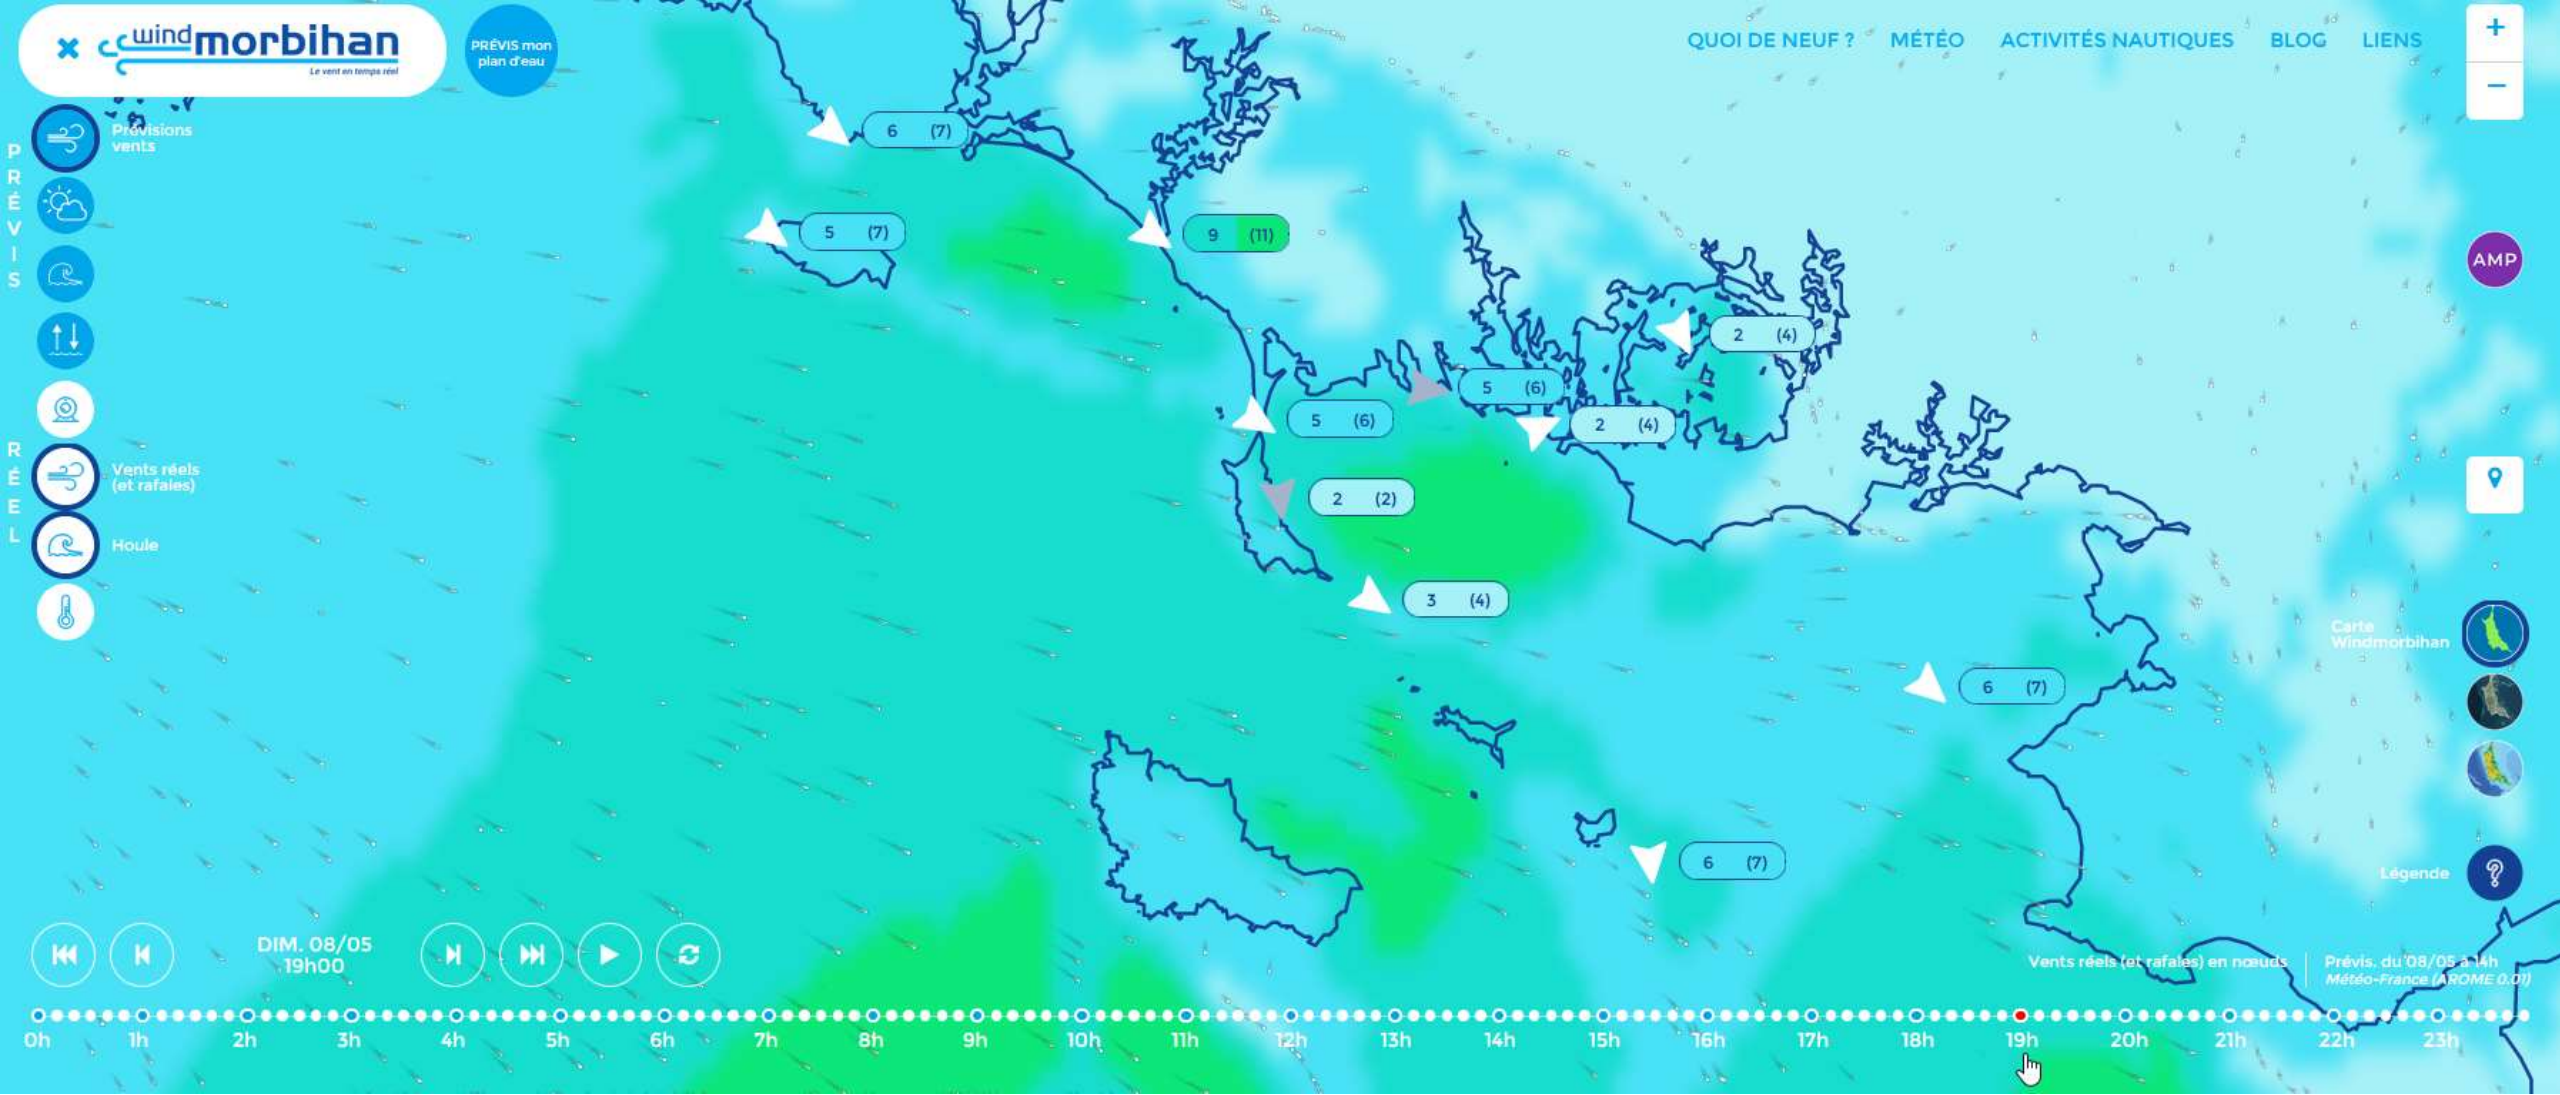 wind morbihan
Le vent en temps réel
PRÉVIS mon
plan d'eau
QUOI DE NEUF ?
MÉTÉO
ACTIVITÉS NAUTIQUES
BLOG
LIENS
+
−
PRÉVIS
Prévisions
vents
6 (7)
5 (7)
9 (11)
AMP
2 (4)
5 (6)
5 (6)
2 (4)
RÉEL
Vents réels
(et rafales)
2 (2)
Houle
3 (4)
Carte
Windmorbihan
6 (7)
6 (7)
Légende
?
DIM. 08/05
19h00
Vents réels (et rafales) en nœuds
Prévis. du 08/05 à 14h
Météo-France (AROME 0.01)
0h 1h 2h 3h 4h 5h 6h 7h 8h 9h 10h 11h 12h 13h 14h 15h 16h 17h 18h 19h 20h 21h 22h 23h